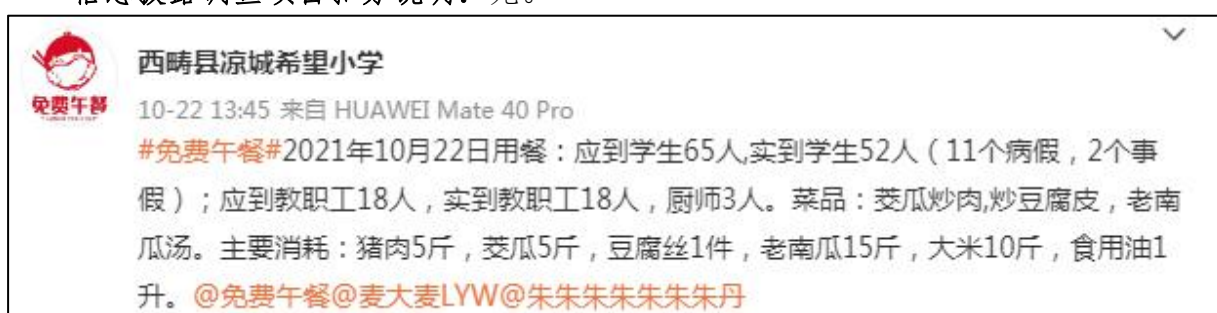 西畴县凉城希望小学
免费午餐
10-22 13:45 来自 HUAWEI Mate 40 Pro
#免费午餐#2021年10月22日用餐：应到学生65人,实到学生52人（11个病假，2个事
假）；应到教职工18人，实到教职工18人，厨师3人。菜品：茭瓜炒肉,炒豆腐皮，老南
瓜汤。主要消耗：猪肉5斤，茭瓜5斤，豆腐丝1件，老南瓜15斤，大米10斤，食用油1
升。@免费午餐@麦大麦LYW@朱朱朱朱朱朱朱丹